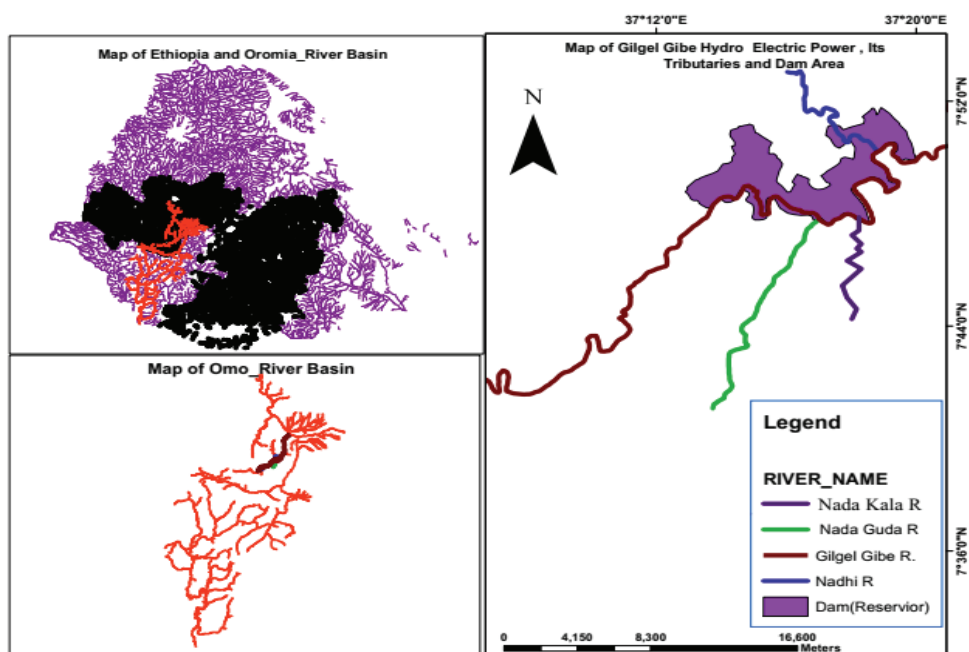 Map of Ethiopia and Oromia_River Basin
Map of Omo_River Basin
37°12'0"E
37°20'0"E
Map of Gilgel Gibe Hydro Electric Power , Its
Tributaries and Dam Area
N
7°52'0"N
7°44'0"N
7°36'0"N
Legend
RIVER_NAME
Nada Kala R
Nada Guda R
Gilgel Gibe R.
Nadhi R
Dam(Reservior)
0 4,150 8,300 16,600
Meters